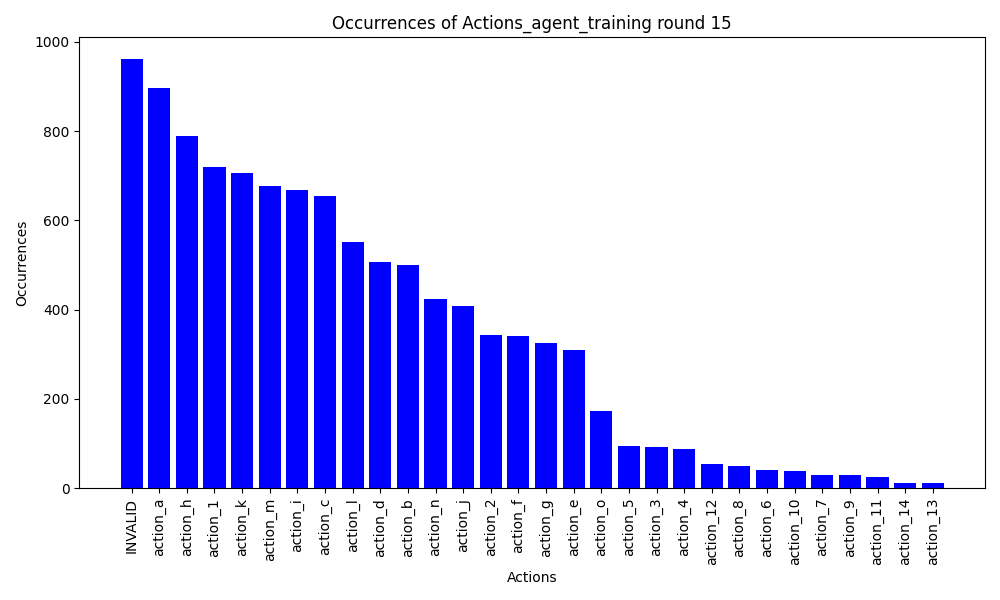 Occurrences of Actions_agent_training round 15
Occurrences
1000
800
600
400
200
0
INVALID
action_a
action_h
action_1
action_k
action_m
action_i
action_c
action_l
action_d
action_b
action_n
action_j
action_2
action_f
action_g
action_e
action_o
action_5
action_3
action_4
action_12
action_8
action_6
action_10
action_7
action_9
action_11
action_14
action_13
Actions